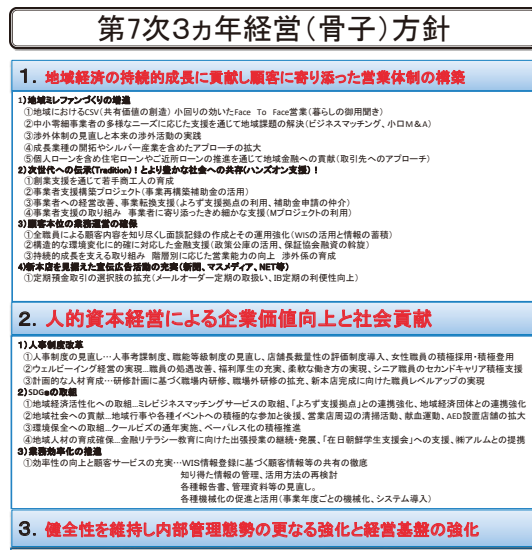 第7次3ヵ年経営(骨子)方針
1. 地域経済の持続的成長に貢献し顧客に寄り添った営業体制の構築
1)地域ミレファンづくりの増進
①地域におけるCSV(共有価値の創造) 小回りの効いたFace To Face営業(暮らしの御用聞き)
②中小零細事業者の多様なニーズに応じた支援を通じて地域課題の解決(ビジネスマッチング、小口M&A)
③渉外体制の見直しと本来の渉外活動の実践
④成長業種の開拓やシルバー産業を含めたアプローチの拡大
⑤個人ローンを含め住宅ローンやご近所ローンの推進を通じて地域金融への貢献(取引先へのアプローチ)
2)次世代への伝承(Tradition)!とより豊かな社会への共存(ハンズオン支援)!
①創業支援を通じて若手商工人の育成
②事業者支援構築プロジェクト(事業再構築補助金の活用)
③事業者への経営改善、事業転換支援(よろず支援拠点の利用、補助金申請の仲介)
④事業者支援の取り組み 事業者に寄り添ったきめ細かな支援(Mプロジェクトの利用)
3)顧客本位の業務運営の確保
①全職員による顧客内容を知り尽くし面談記録の作成とその運用強化(WISの活用と情報の蓄積)
②構造的な環境変化に的確に対応した金融支援(政策公庫の活用、保証協会融資の斡旋)
③持続的成長を支える取り組み 階層別に応じた営業能力の向上 渉外係の育成
4)新本店を見据えた宣伝広告活動の充実(新聞、マスメディア、NET等)
①定期預金取引の選択肢の拡充(メールオーダー定期の取扱い、IB定期の利便性向上)
2. 人的資本経営による企業価値向上と社会貢献
1)人事制度改革
①人事制度の見直し…人事考課制度、職能等級制度の見直し、店舗長裁量性の評価制度導入、女性職員の積極採用・積極登用
②ウェルビーイング経営の実現…職員の処遇改善、福利厚生の充実、柔軟な働き方の実現、シニア職員のセカンドキャリア積極支援
③計画的な人材育成…研修計画に基づく職場内研修、職場外研修の拡充、新本店完成に向けた職員レベルアップの実現
2)SDGsの取組
①地域経済活性化への取組…ミレビジネスマッチングサービスの取組、「よろず支援拠点」との連携強化、地域経済団体との連携強化
②地域社会への貢献…地域行事や各種イベントへの積極的な参加と後援、営業店周辺の清掃活動、献血運動、AED設置店舗の拡大
③環境保全への取組…クールビズの通年実施、ペーパレス化の積極推進
④地域人材の育成確保…金融リテラシー教育に向けた出張授業の継続・発展、「在日朝鮮学生支援会」への支援、㈱アルムとの提携
3)業務効率化の推進
①効率性の向上と顧客サービスの充実…WIS情報登録に基づく顧客情報等の共有の徹底
知り得た情報の管理、活用方法の再検討
各種報告書、管理資料等の見直し。
各種機械化の促進と活用(事業年度ごとの機械化、システム導入)
3. 健全性を維持し内部管理態勢の更なる強化と経営基盤の強化